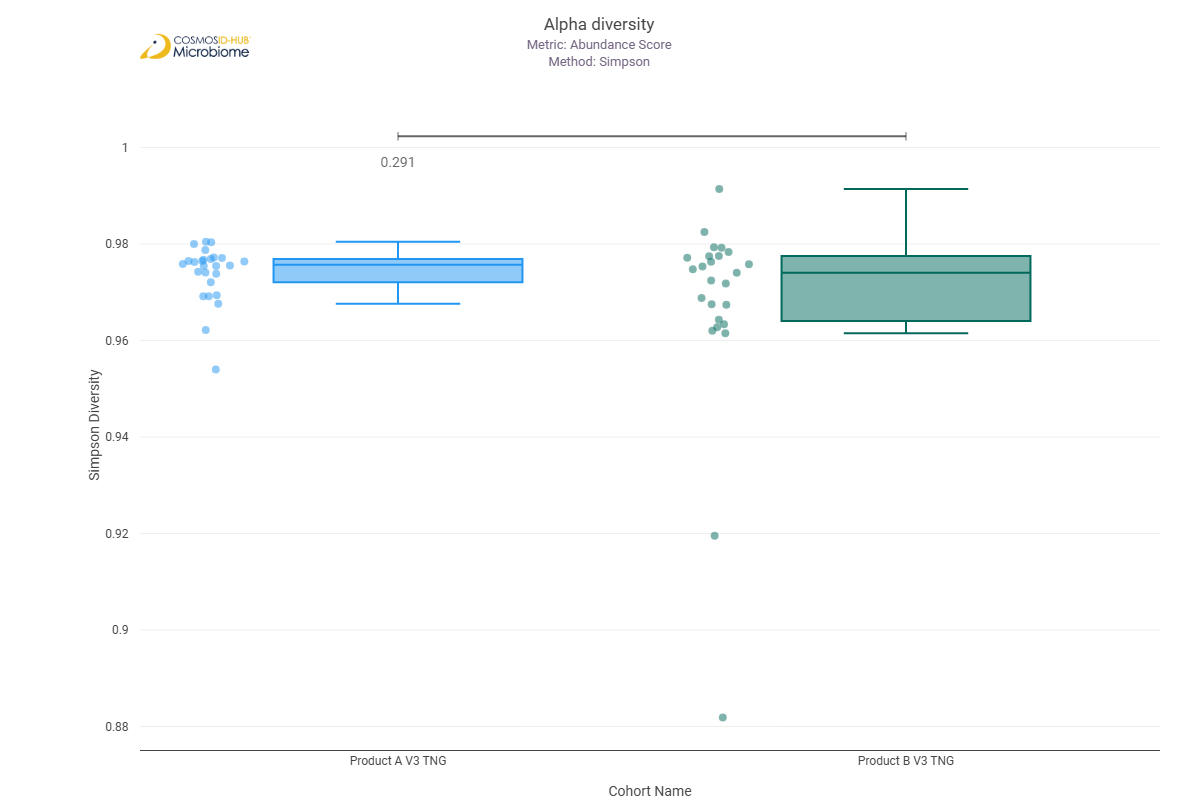 Alpha diversity
Metric: Abundance Score
Method: Simpson
COSMOSID-HUB
Microbiome
1
0.291
0.98
0.96
0.94
0.92
0.9
0.88
Simpson Diversity
Product A V3 TNG
Product B V3 TNG
Cohort Name